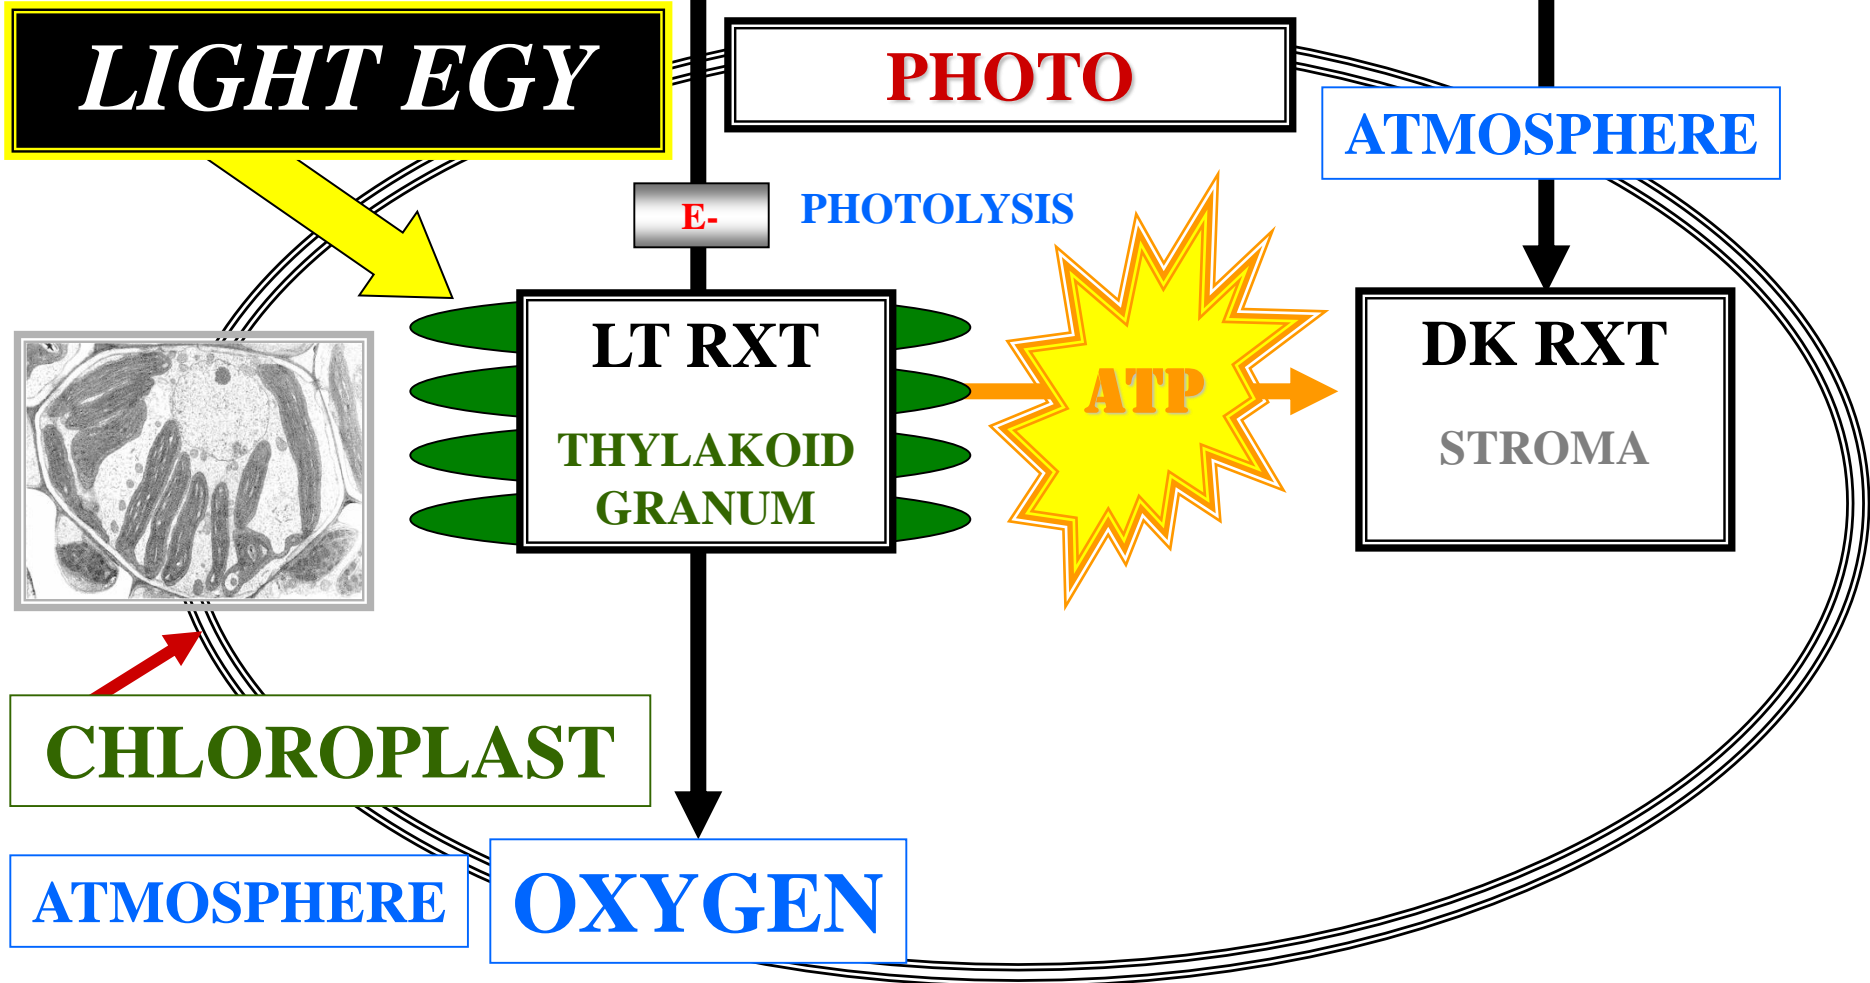 LIGHT EGY
PHOTO
ATMOSPHERE
E-
PHOTOLYSIS
LT RXT
THYLAKOID
GRANUM
ATP
DK RXT
STROMA
CHLOROPLAST
ATMOSPHERE
OXYGEN